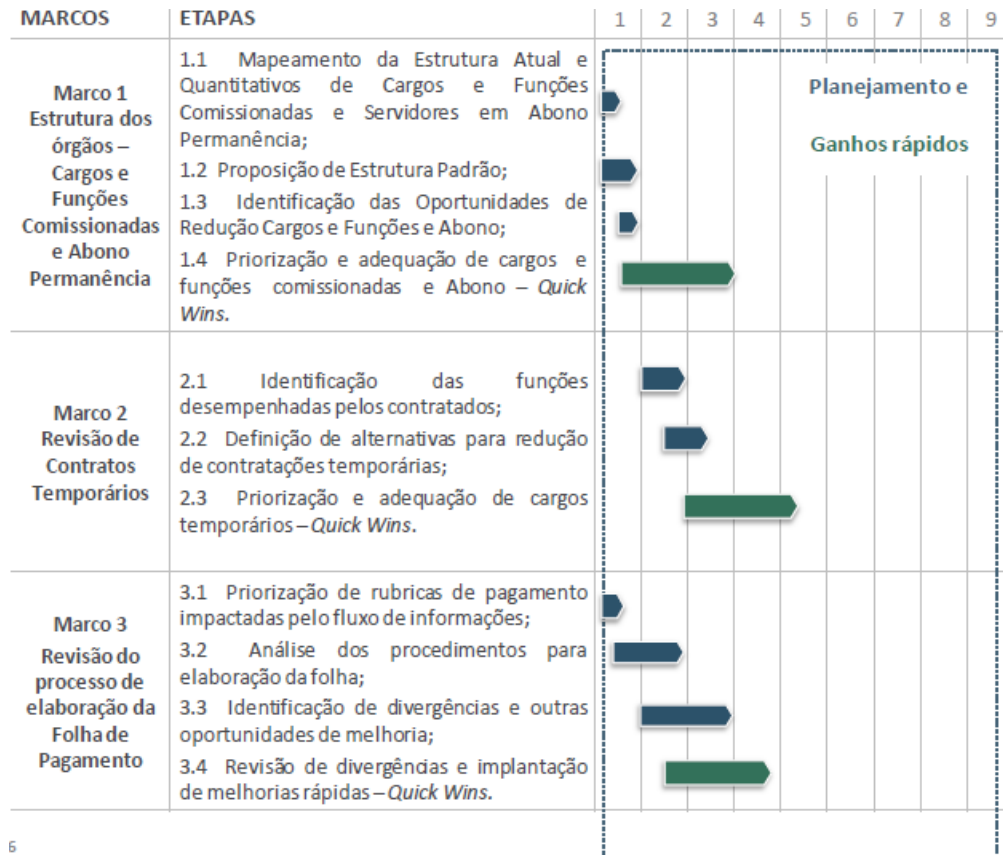 MARCOS ETAPAS 1 2 3 4 5 6 7 8 9
Marco 1
Estrutura dos
órgãos –
Cargos e
Funções
Comissionadas
e Abono
Permanência
1.1 Mapeamento da Estrutura Atual e
Quantitativos de Cargos e Funções
Comissionadas e Servidores em Abono
Permanência;
1.2 Proposição de Estrutura Padrão;
1.3 Identificação das Oportunidades de
Redução Cargos e Funções e Abono;
1.4 Priorização e adequação de cargos e
funções comissionadas e Abono – Quick
Wins.
Planejamento e
Ganhos rápidos
Marco 2
Revisão de
Contratos
Temporários
2.1 Identificação das funções
desempenhadas pelos contratados;
2.2 Definição de alternativas para redução
de contratações temporárias;
2.3 Priorização e adequação de cargos
temporários – Quick Wins.
Marco 3
Revisão do
processo de
elaboração da
Folha de
Pagamento
3.1 Priorização de rubricas de pagamento
impactadas pelo fluxo de informações;
3.2 Análise dos procedimentos para
elaboração da folha;
3.3 Identificação de divergências e outras
oportunidades de melhoria;
3.4 Revisão de divergências e implantação
de melhorias rápidas – Quick Wins.
6